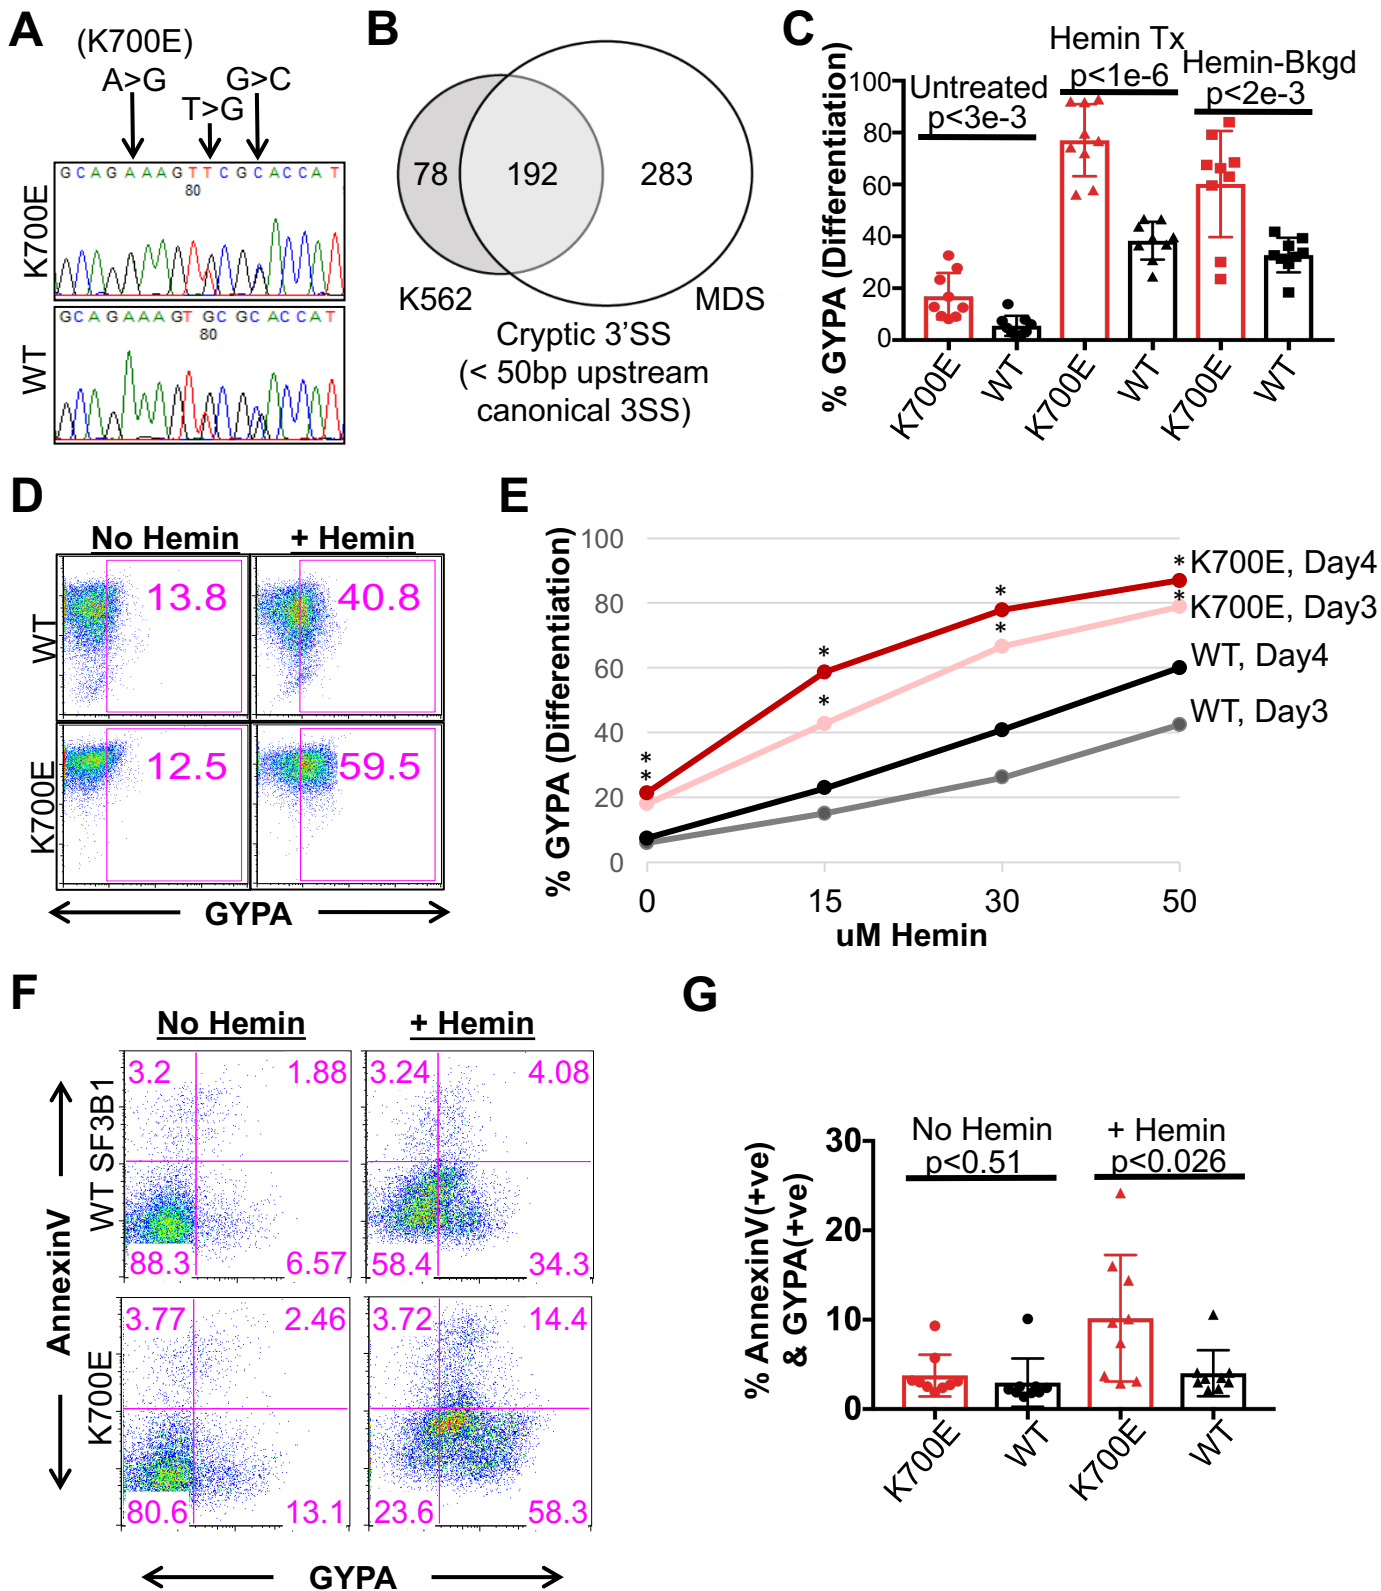 A
(K700E)
A>G
T>G
G>C
K700E
GCAGAAAGTTCGCACCAT
80
WT
GCAGAAAGTGCGCACCAT
80
B
78
192
283
K562
MDS
Cryptic 3'SS
(< 50bp upstream
canonical 3SS)
C
% GYPA (Differentiation)
100
80
60
40
20
0
Untreated
p<3e-3
Hemin Tx
p<1e-6
Hemin-Bkgd
p<2e-3
K700E
WT
K700E
WT
K700E
WT
D
No Hemin
+ Hemin
WT
13.8
40.8
K700E
12.5
59.5
GYPA
E
% GYPA (Differentiation)
100
80
60
40
20
0
*
*
*
*
*
*
*
*
K700E, Day4
K700E, Day3
WT, Day4
WT, Day3
0
15
30
50
uM Hemin
F
No Hemin
+ Hemin
AnnexinV
WT SF3B1
3.2
1.88
88.3
6.57
3.24
4.08
58.4
34.3
K700E
3.77
2.46
80.6
13.1
3.72
14.4
23.6
58.3
GYPA
G
% AnnexinV(+ve)
& GYPA(+ve)
30
20
10
0
No Hemin
p<0.51
+ Hemin
p<0.026
K700E
WT
K700E
WT